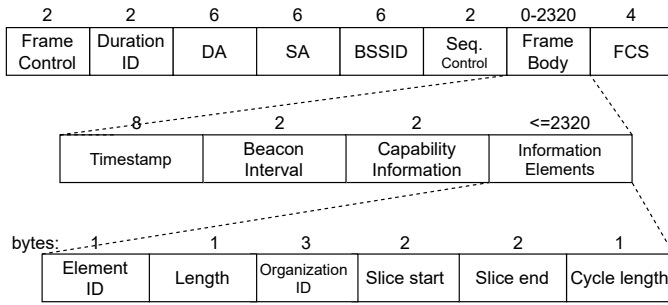 2 2 6 6 6 2 0-2320 4
Frame Control Duration ID DA SA BSSID Seq. Control Frame Body FCS
8 2 2 <=2320
Timestamp Beacon Interval Capability Information Information Elements
bytes: 1 1 3 2 2 1
Element ID Length Organization ID Slice start Slice end Cycle length